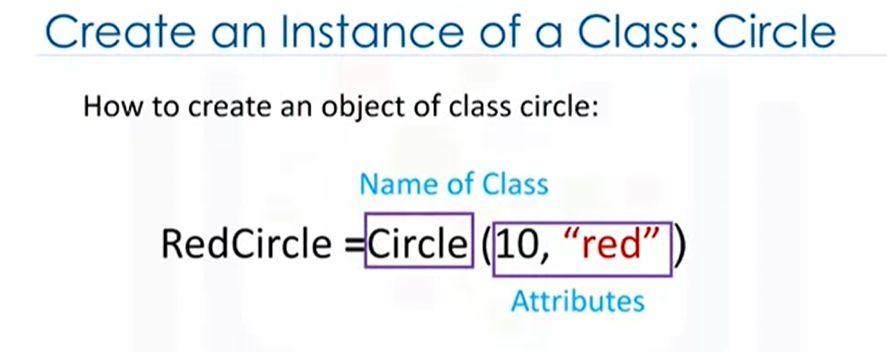 Create an Instance of a Class: Circle
How to create an object of class circle:
Name of Class
RedCircle =Circle (10, “red” )
Attributes